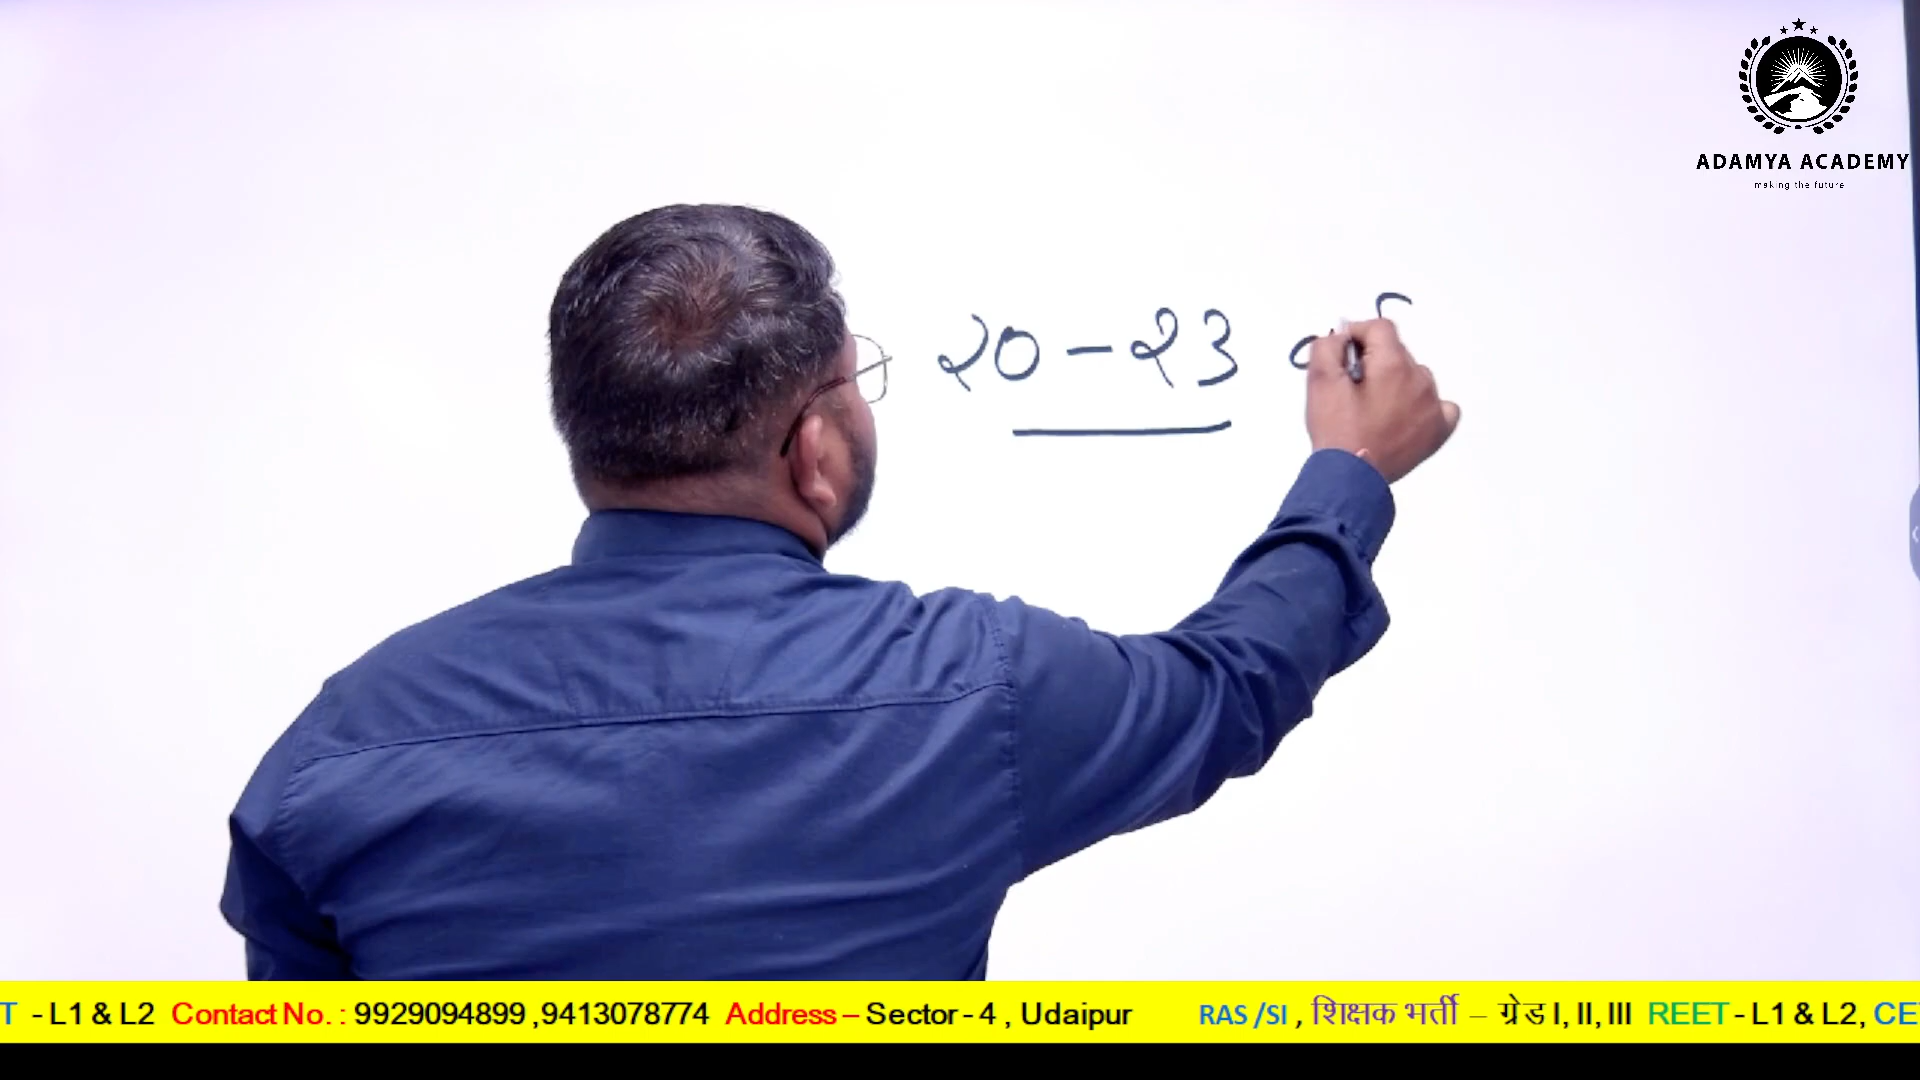 ADAMYA ACADEMY
making the future
२०-२३
T - L1 & L2 Contact No. : 9929094899 ,9413078774 Address – Sector - 4 , Udaipur RAS /SI , शिक्षक भर्ती – ग्रेड I, II, III REET - L1 & L2, CE